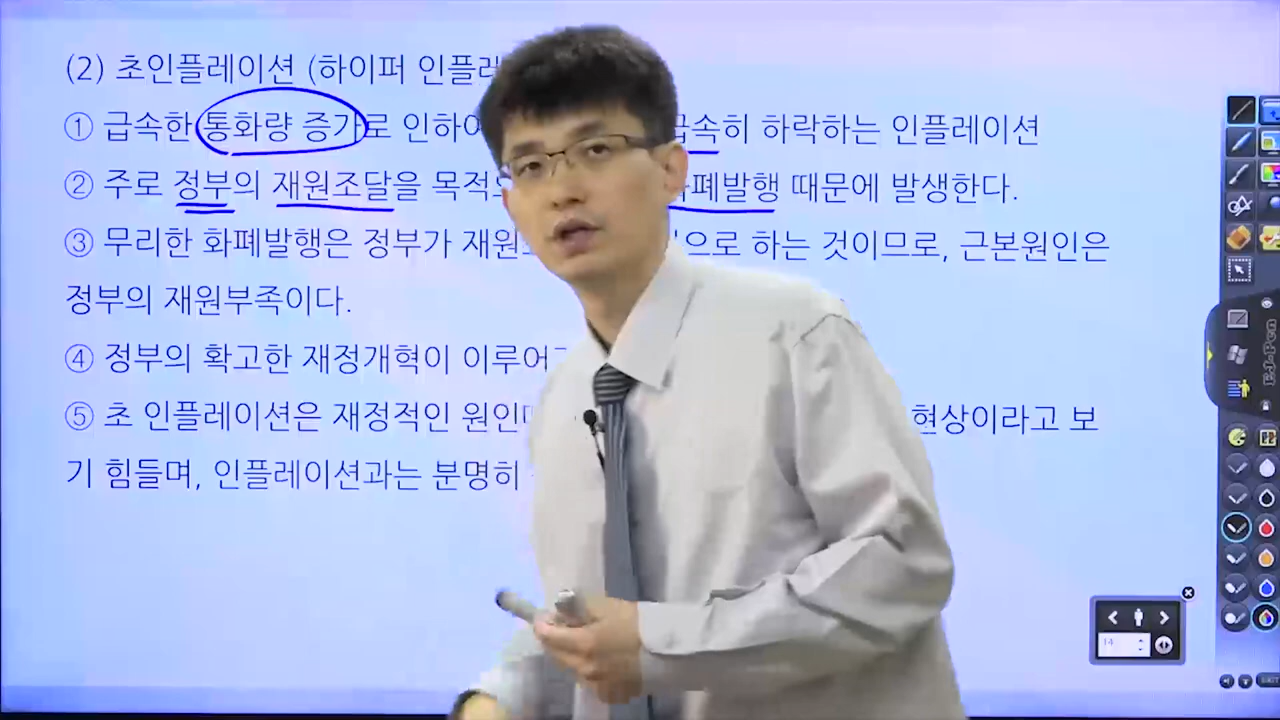 (2) 초인플레이션 (하이퍼 인플레
① 급속한 통화량 증가로 인하여 급속히 하락하는 인플레이션
② 주로 정부의 재원조달을 목적으 화폐발행 때문에 발생한다.
③ 무리한 화폐발행은 정부가 재원 으로 하는 것이므로, 근본원인은
정부의 재원부족이다.
④ 정부의 확고한 재정개혁이 이루어
⑤ 초 인플레이션은 재정적인 원인 현상이라고 보
기 힘들며, 인플레이션과는 분명히
14